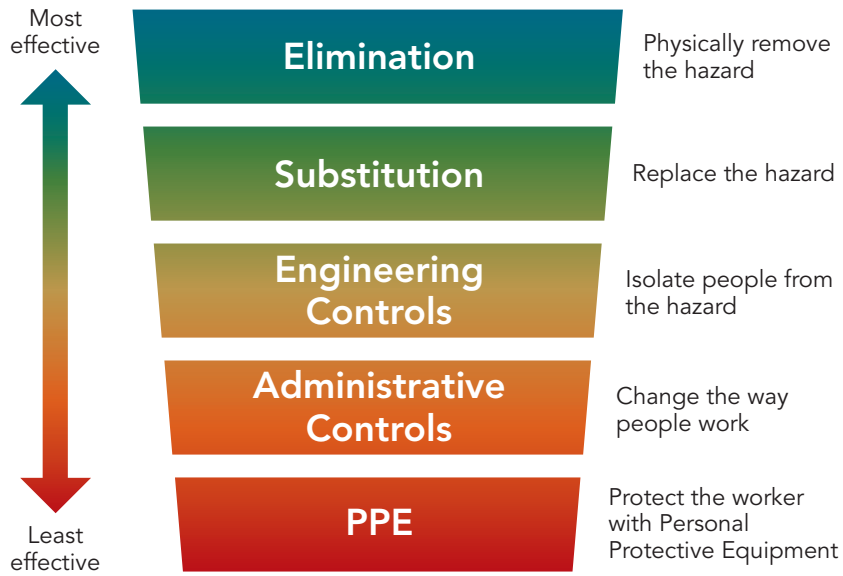 Most
effective
Elimination
Physically remove
the hazard
Substitution
Replace the hazard
Engineering
Controls
Isolate people from
the hazard
Administrative
Controls
Change the way
people work
PPE
Protect the worker
with Personal
Protective Equipment
Least
effective